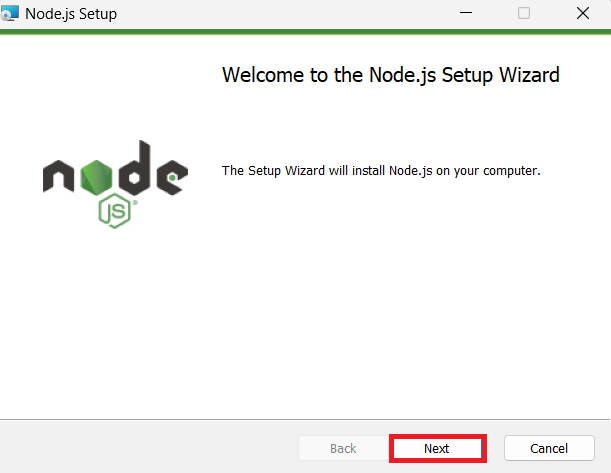 Node.js Setup
Welcome to the Node.js Setup Wizard
node
JS
The Setup Wizard will install Node.js on your computer.
Back
Next
Cancel